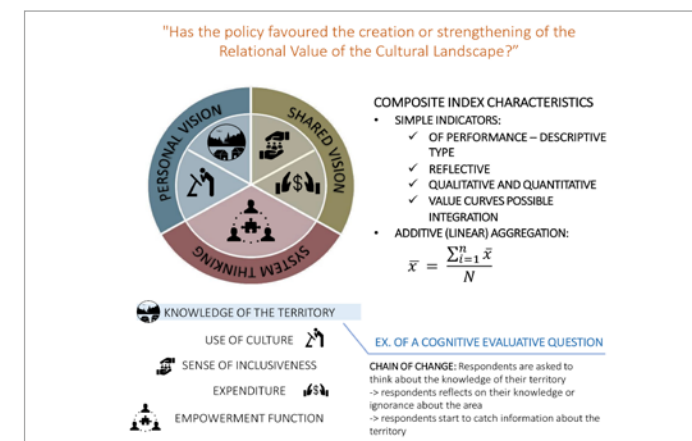 "Has the policy favoured the creation or strengthening of the
Relational Value of the Cultural Landscape?"
PERSONAL VISION
SHARED VISION
SYSTEM THINKING
COMPOSITE INDEX CHARACTERISTICS
• SIMPLE INDICATORS:
✓ OF PERFORMANCE – DESCRIPTIVE
TYPE
✓ REFLECTIVE
✓ QUALITATIVE AND QUANTITATIVE
✓ VALUE CURVES POSSIBLE
INTEGRATION
• ADDITIVE (LINEAR) AGGREGATION:
x̅ = ∑ⁿᵢ₌₁ x̅ / N
KNOWLEDGE OF THE TERRITORY
USE OF CULTURE
SENSE OF INCLUSIVENESS
EXPENDITURE
EMPOWERMENT FUNCTION
EX. OF A COGNITIVE EVALUATIVE QUESTION
CHAIN OF CHANGE: Respondents are asked to
think about the knowledge of their territory
-> respondents reflects on their knowledge or
ignorance about the area
-> respondents start to catch information about the
territory